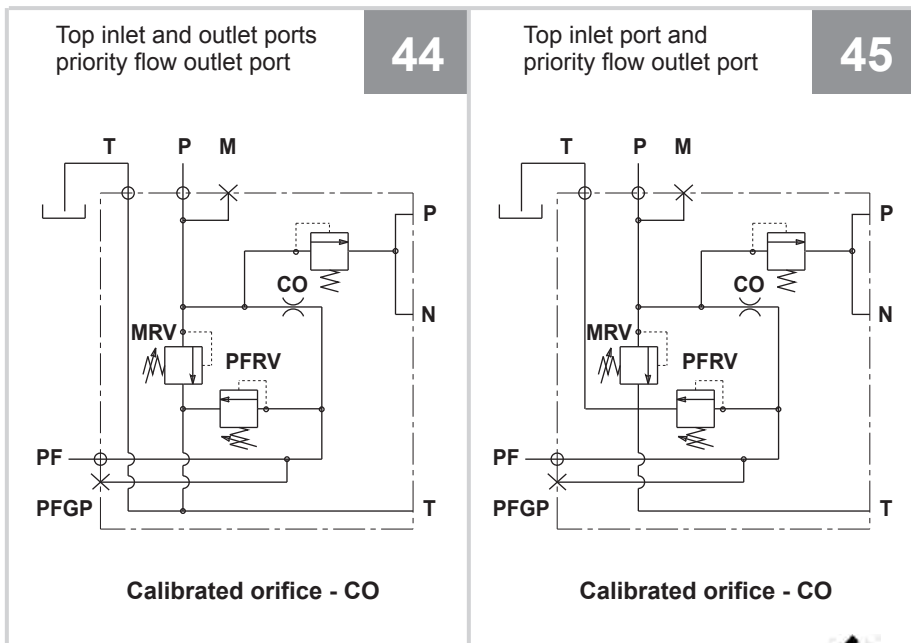 Top inlet and outlet ports
priority flow outlet port
44
T P M
P
CO
N
MRV
PFRV
PF
PFGP
T
Calibrated orifice - CO
Top inlet port and
priority flow outlet port
45
T P M
P
CO
N
MRV
PFRV
PF
PFGP
T
Calibrated orifice - CO